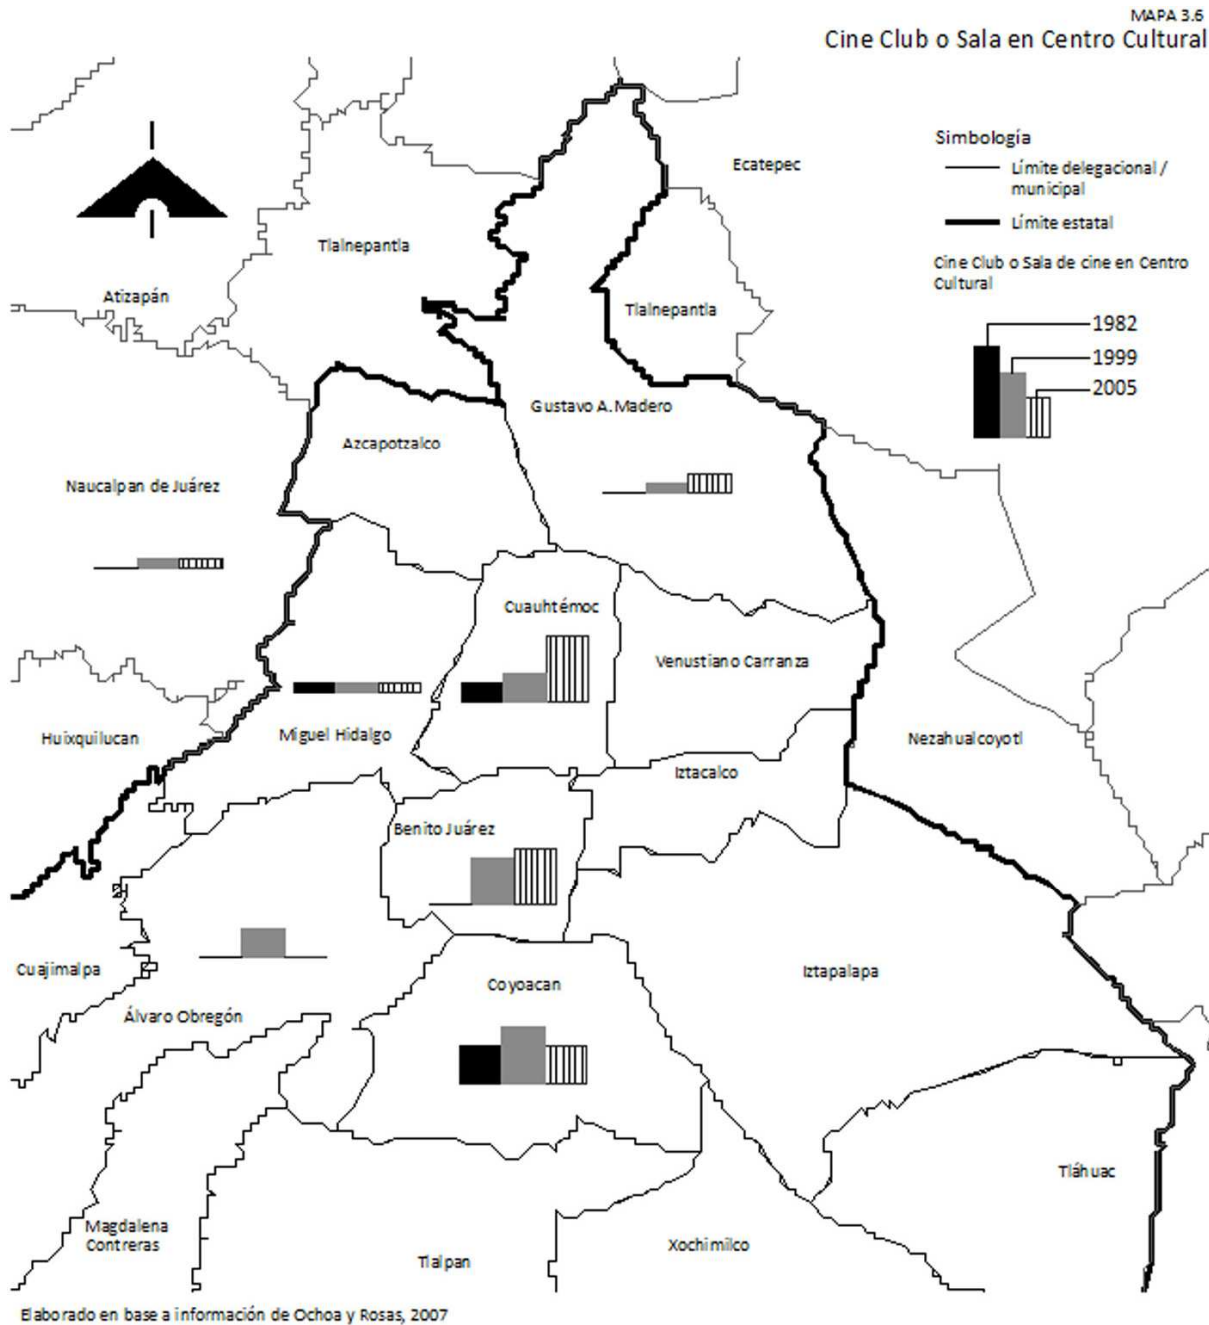 MAPA 3.6
Cine Club o Sala en Centro Cultural
Simbología
Límite delegacional /
municipal
Límite estatal
Cine Club o Sala de cine en Centro
Cultural
1982
1999
2005
Ecatepec
Tlalnepantla
Atizapán
Tlalnepantla
Gustavo A. Madero
Azcapotzalco
Naucalpan de Juárez
Cuauhtémoc
Venustiano Carranza
Huixquilucan
Miguel Hidalgo
Nezahualcoyotl
Iztacalco
Benito Juárez
Cuajimalpa
Iztapalapa
Coyoacan
Álvaro Obregón
Tláhuac
Magdalena
Contreras
Xochimilco
Tlalpan
Elaborado en base a información de Ochoa y Rosas, 2007